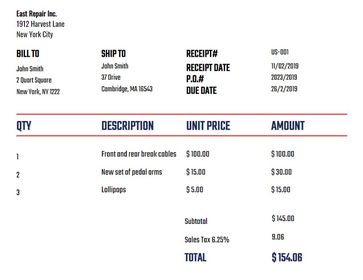 East Repair Inc.
1912 Harvest Lane
New York City
BILL TO
SHIP TO
RECEIPT#
US-001
John Smith
John Smith
RECEIPT DATE
11/02/2019
2 Quart Square
37 Drive
P.O.#
2023/2019
New York, NY 1222
Cambridge, MA 16543
DUE DATE
26/2/2019
QTY DESCRIPTION UNIT PRICE AMOUNT
1 Front and rear break cables $ 100.00 $ 100.00
2 New set of pedal arms $ 15.00 $ 30.00
3 Lollipops $ 5.00 $ 15.00
Subtotal $ 145.00
Sales Tax 6.25% 9.06
TOTAL $ 154.06